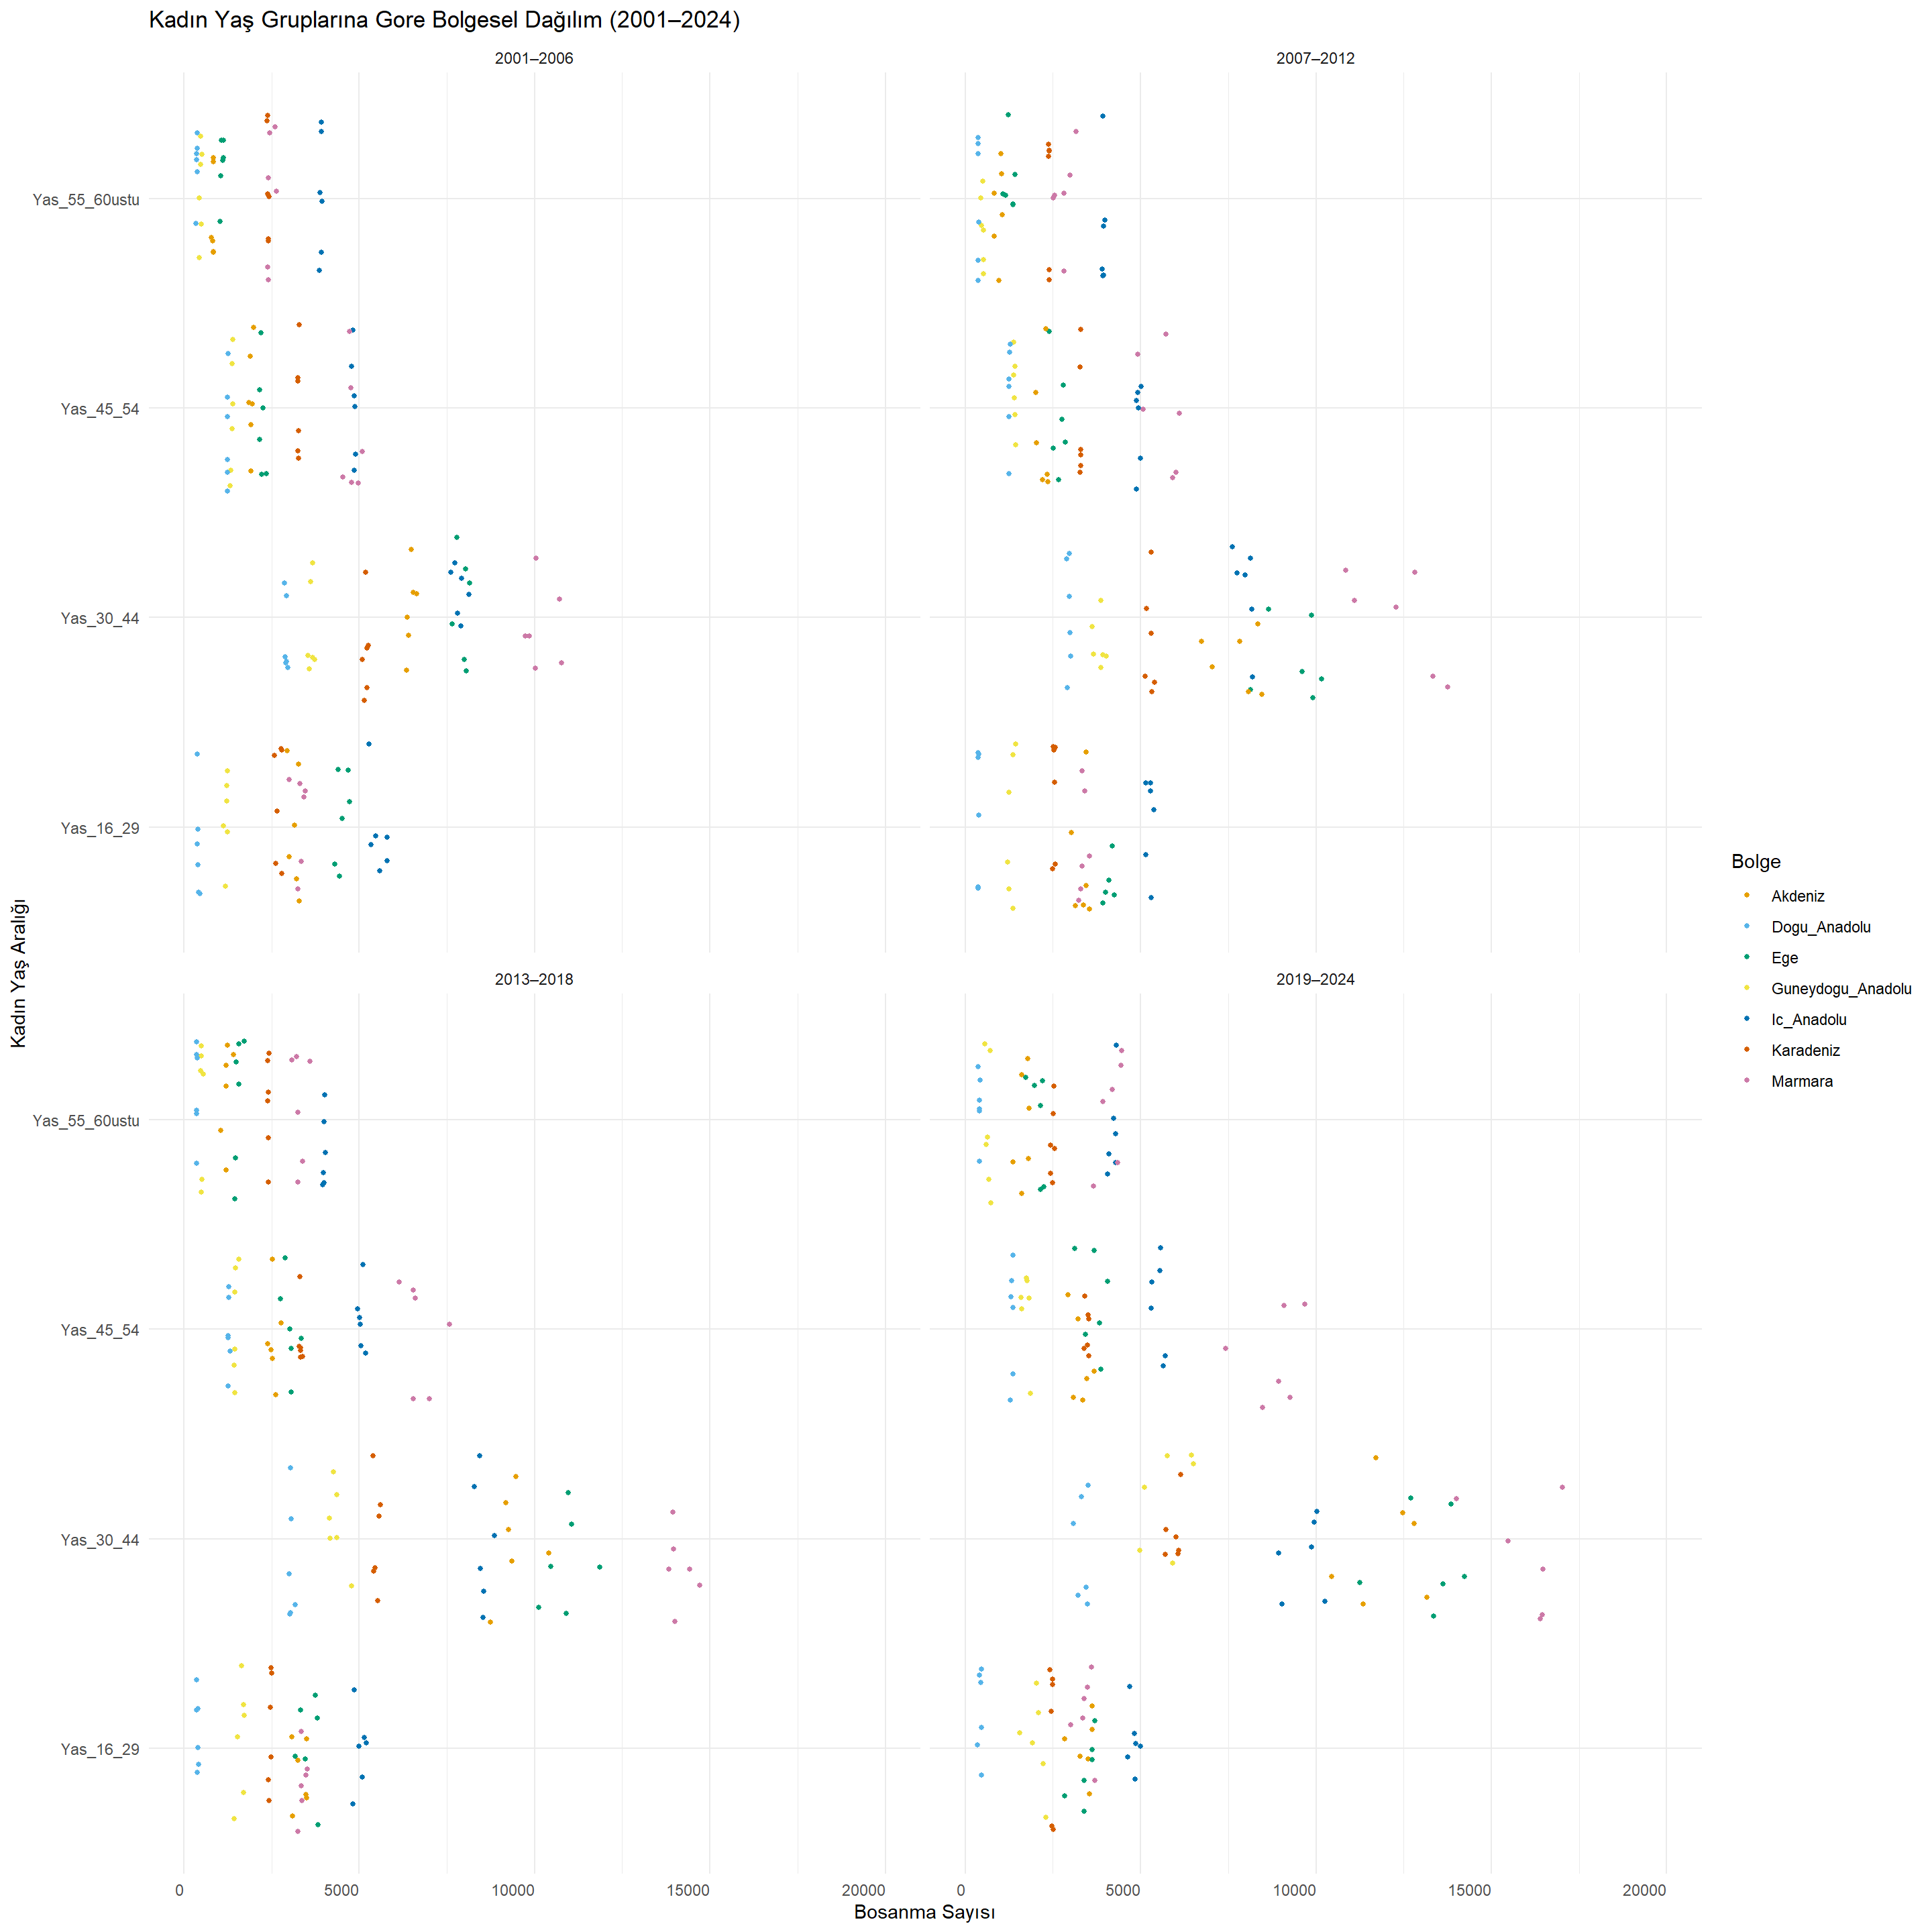 Kadın Yaş Gruplarına Gore Bolgesel Dağılım (2001–2024)
2001–2006
2007–2012
Yas_55_60ustu
Yas_45_54
Yas_30_44
Yas_16_29
Kadın Yaş Aralığı
2013–2018
2019–2024
Yas_55_60ustu
Yas_45_54
Yas_30_44
Yas_16_29
0 5000 10000 15000 20000
0 5000 10000 15000 20000
Bosanma Sayısı
Bolge
Akdeniz
Dogu_Anadolu
Ege
Guneydogu_Anadolu
Ic_Anadolu
Karadeniz
Marmara